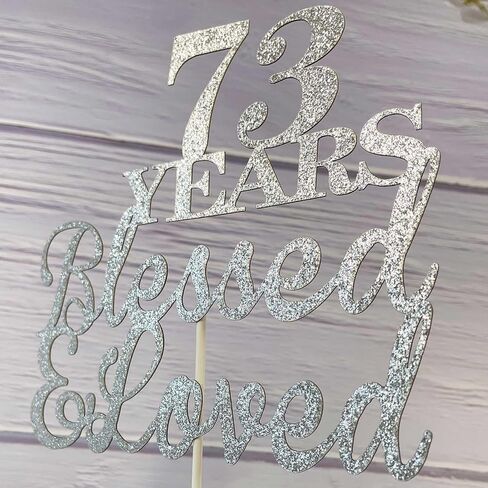 73
YEARS
Blessed
& Loved